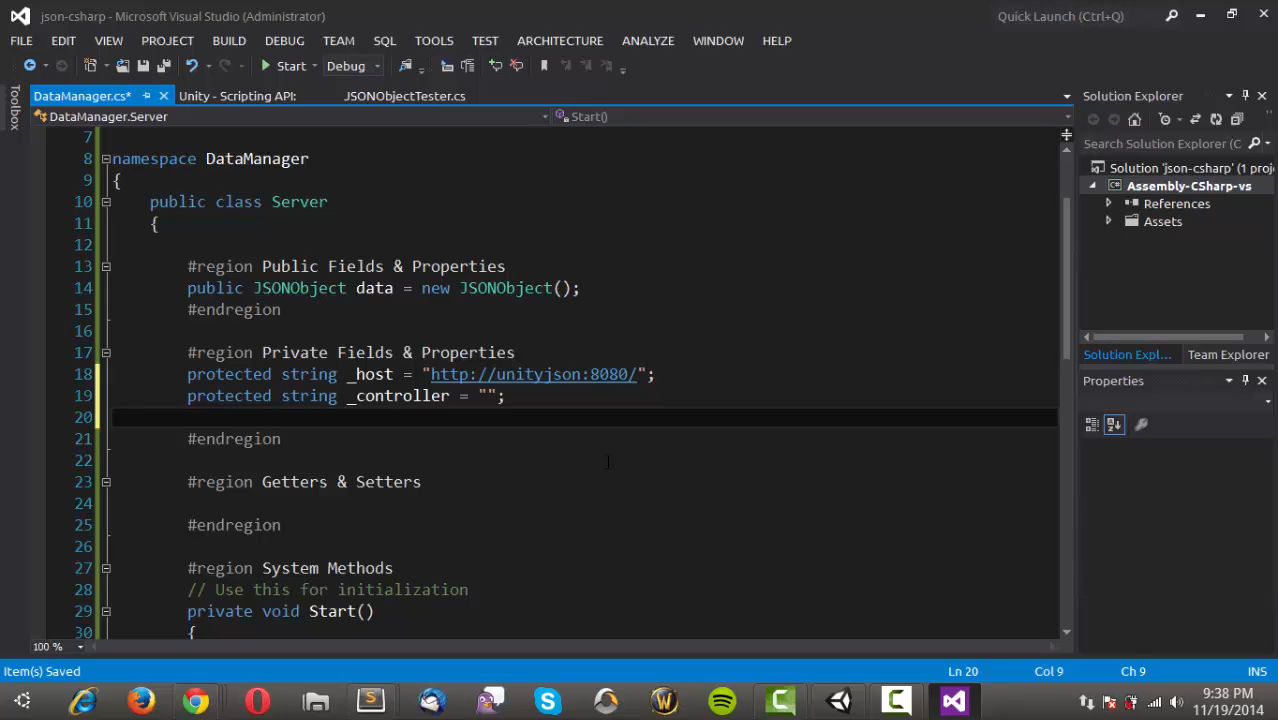 json-csharp - Microsoft Visual Studio (Administrator)
Quick Launch (Ctrl+Q)
FILE EDIT VIEW PROJECT BUILD DEBUG TEAM SQL TOOLS TEST ARCHITECTURE ANALYZE WINDOW HELP
Start Debug
Toolbox
DataManager.cs* Unity - Scripting API: JSONObjectTester.cs
DataManager.Server Start()
7
8 namespace DataManager
9 {
10 public class Server
11 {
12
13 #region Public Fields & Properties
14 public JSONObject data = new JSONObject();
15 #endregion
16
17 #region Private Fields & Properties
18 protected string _host = "http://unityjson:8080/";
19 protected string _controller = "";
20
21 #endregion
22
23 #region Getters & Setters
24
25 #endregion
26
27 #region System Methods
28 // Use this for initialization
29 private void Start()
30 {
100 %
Solution Explorer
Search Solution Explorer (C
Solution 'json-csharp' (1 proj
Assembly-CSharp-vs
References
Assets
Solution Expl... Team Explorer
Properties
Item(s) Saved Ln 20 Col 9 Ch 9 INS
9:38 PM
11/19/2014